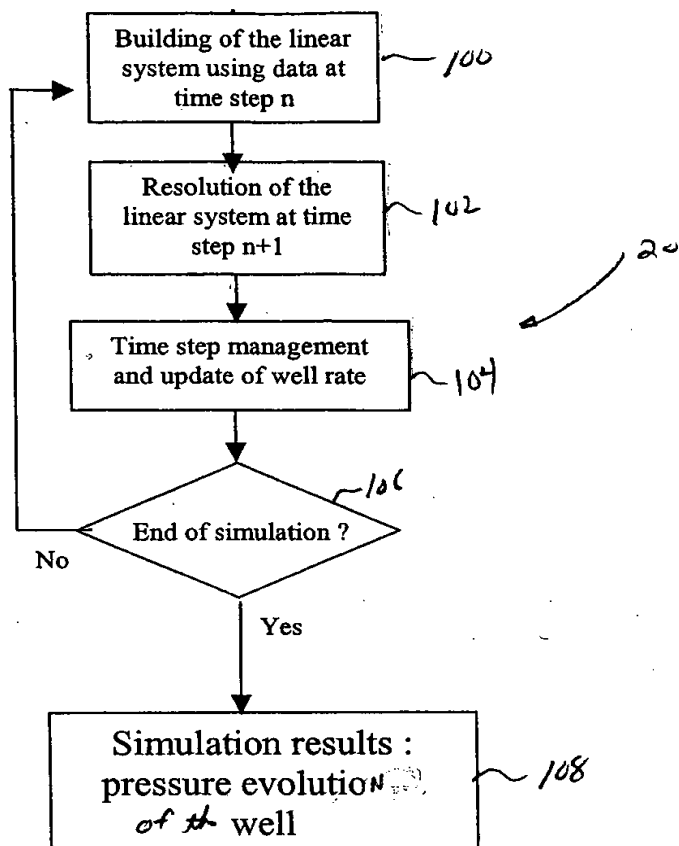 Building of the linear
system using data at
time step n
100
Resolution of the
linear system at time
step n+1
102
20
Time step management
and update of well rate
104
106
End of simulation ?
No
Yes
Simulation results :
pressure evolution
of th well
108